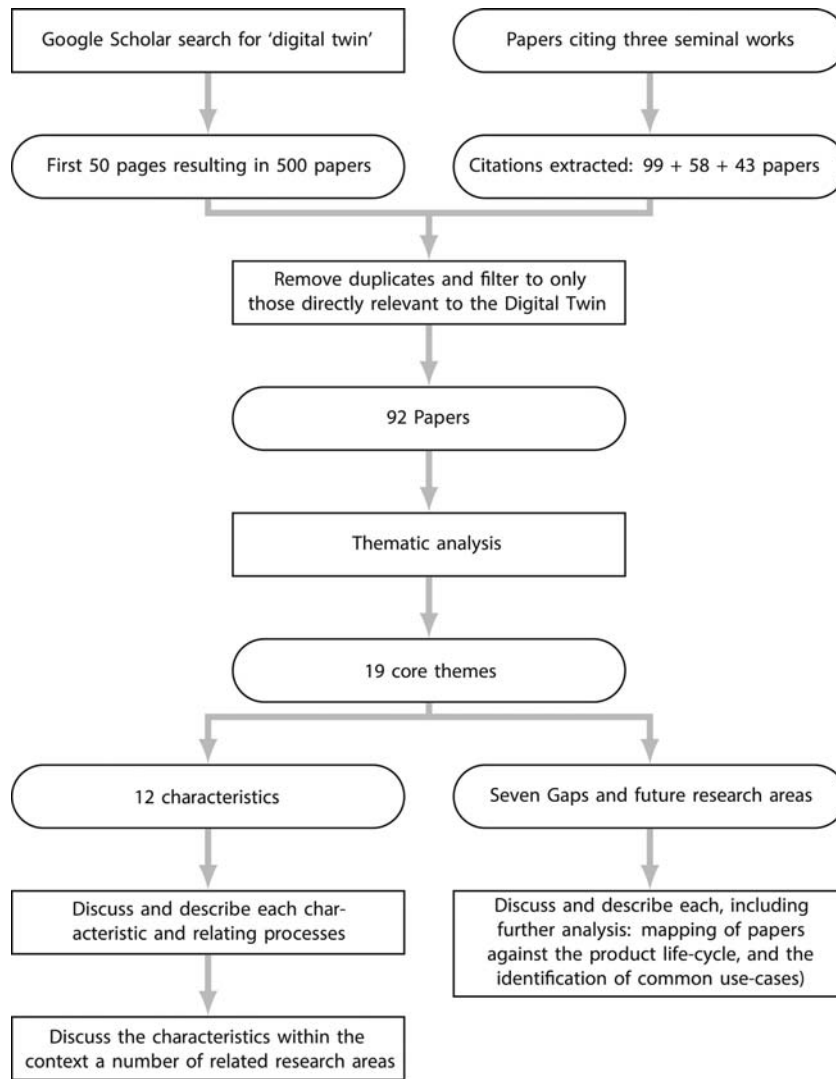 Google Scholar search for ‘digital twin’
Papers citing three seminal works
First 50 pages resulting in 500 papers
Citations extracted: 99 + 58 + 43 papers
Remove duplicates and filter to only
those directly relevant to the Digital Twin
92 Papers
Thematic analysis
19 core themes
12 characteristics
Seven Gaps and future research areas
Discuss and describe each char-
acteristic and relating processes
Discuss and describe each, including
further analysis: mapping of papers
against the product life-cycle, and the
identification of common use-cases)
Discuss the characteristics within the
context a number of related research areas